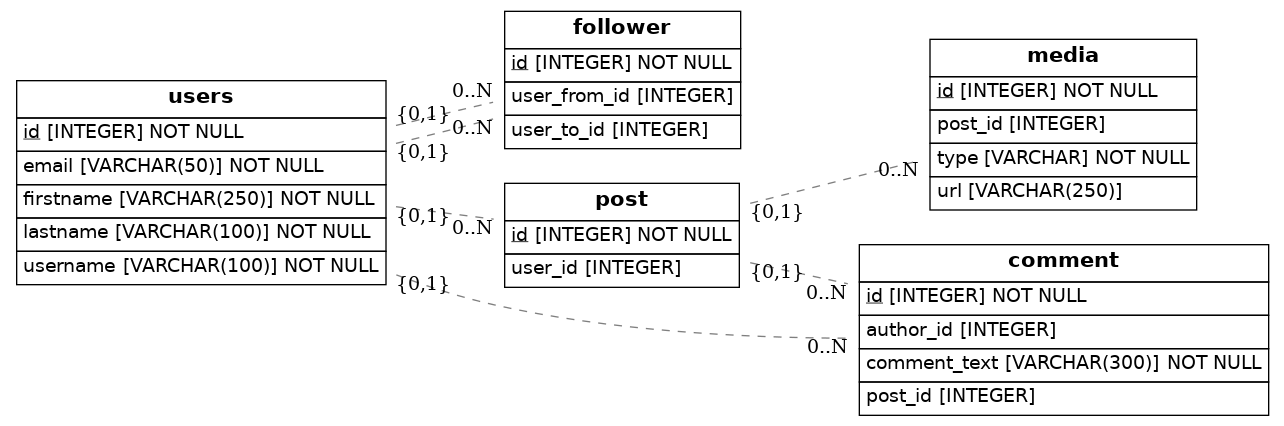 users
id [INTEGER] NOT NULL
email [VARCHAR(50)] NOT NULL
firstname [VARCHAR(250)] NOT NULL
lastname [VARCHAR(100)] NOT NULL
username [VARCHAR(100)] NOT NULL
{0,1}
{0,1}
{0,1}
{0,1}
0..N
0..N
0..N
follower
id [INTEGER] NOT NULL
user_from_id [INTEGER]
user_to_id [INTEGER]
post
id [INTEGER] NOT NULL
user_id [INTEGER]
{0,1}
{0,1}
0..N
0..N
0..N
media
id [INTEGER] NOT NULL
post_id [INTEGER]
type [VARCHAR] NOT NULL
url [VARCHAR(250)]
comment
id [INTEGER] NOT NULL
author_id [INTEGER]
comment_text [VARCHAR(300)] NOT NULL
post_id [INTEGER]